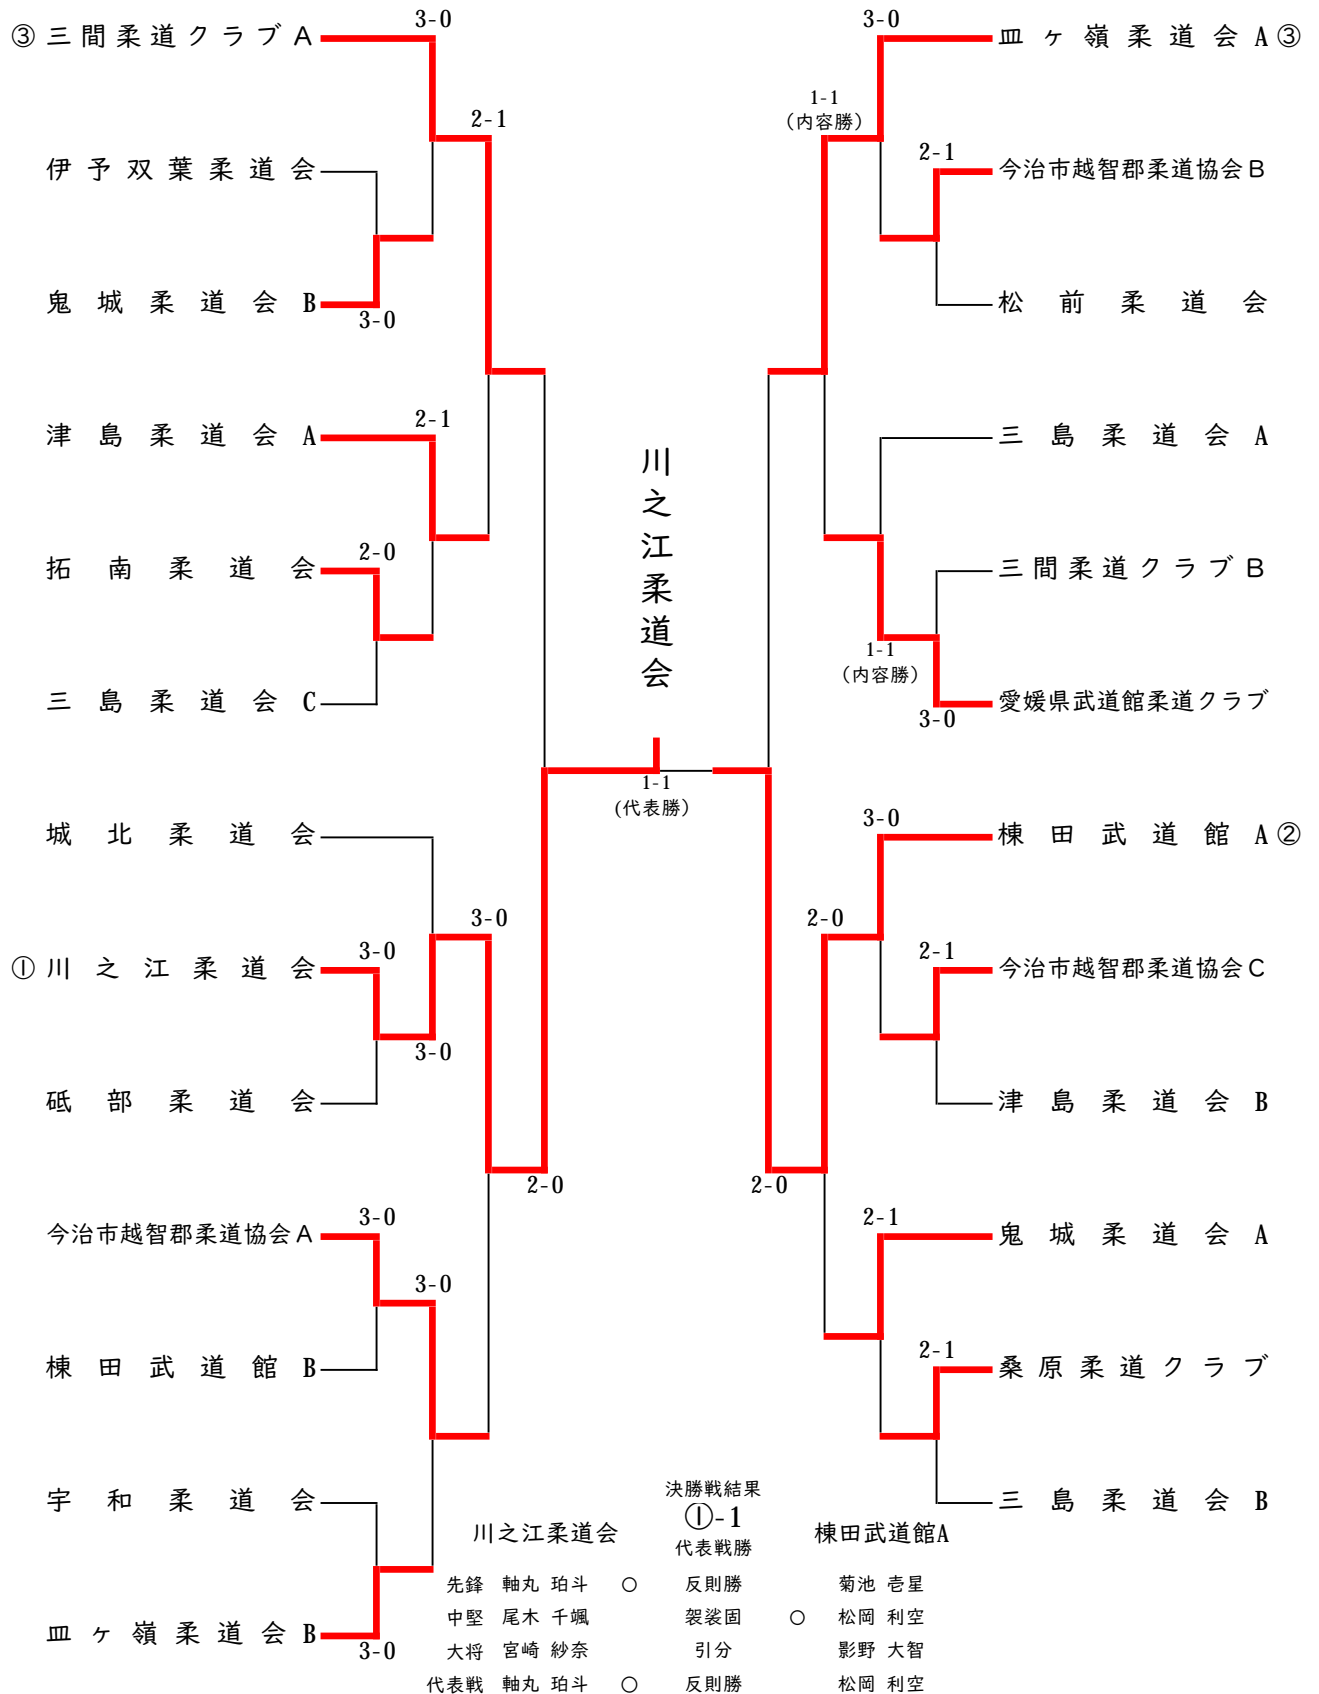 3-0
③三間柔道クラブA
2-1
伊予双葉柔道会
鬼城柔道会B
3-0
2-1
津島柔道会A
2-0
拓南柔道会
三島柔道会C
城北柔道会
3-0
3-0
①川之江柔道会
3-0
砥部柔道会
2-0
3-0
今治市越智郡柔道協会A
3-0
棟田武道館B
宇和柔道会
皿ヶ嶺柔道会B
3-0
川之江柔道会
1-1
(代表勝)
3-0
皿ヶ嶺柔道会A③
1-1
(内容勝)
2-1
今治市越智郡柔道協会B
松前柔道会
三島柔道会A
三間柔道クラブB
1-1
(内容勝)
愛媛県武道館柔道クラブ
3-0
3-0
棟田武道館A②
2-0
2-1
今治市越智郡柔道協会C
津島柔道会B
2-0
2-1
鬼城柔道会A
2-1
桑原柔道クラブ
三島柔道会B
決勝戦結果
川之江柔道会 ①-1 棟田武道館A
代表戦勝
先鋒 軸丸 珀斗 ○ 反則勝 菊池 壱星
中堅 尾木 千颯 袈裟固 ○ 松岡 利空
大将 宮崎 紗奈 引分 影野 大智
代表戦 軸丸 珀斗 ○ 反則勝 松岡 利空